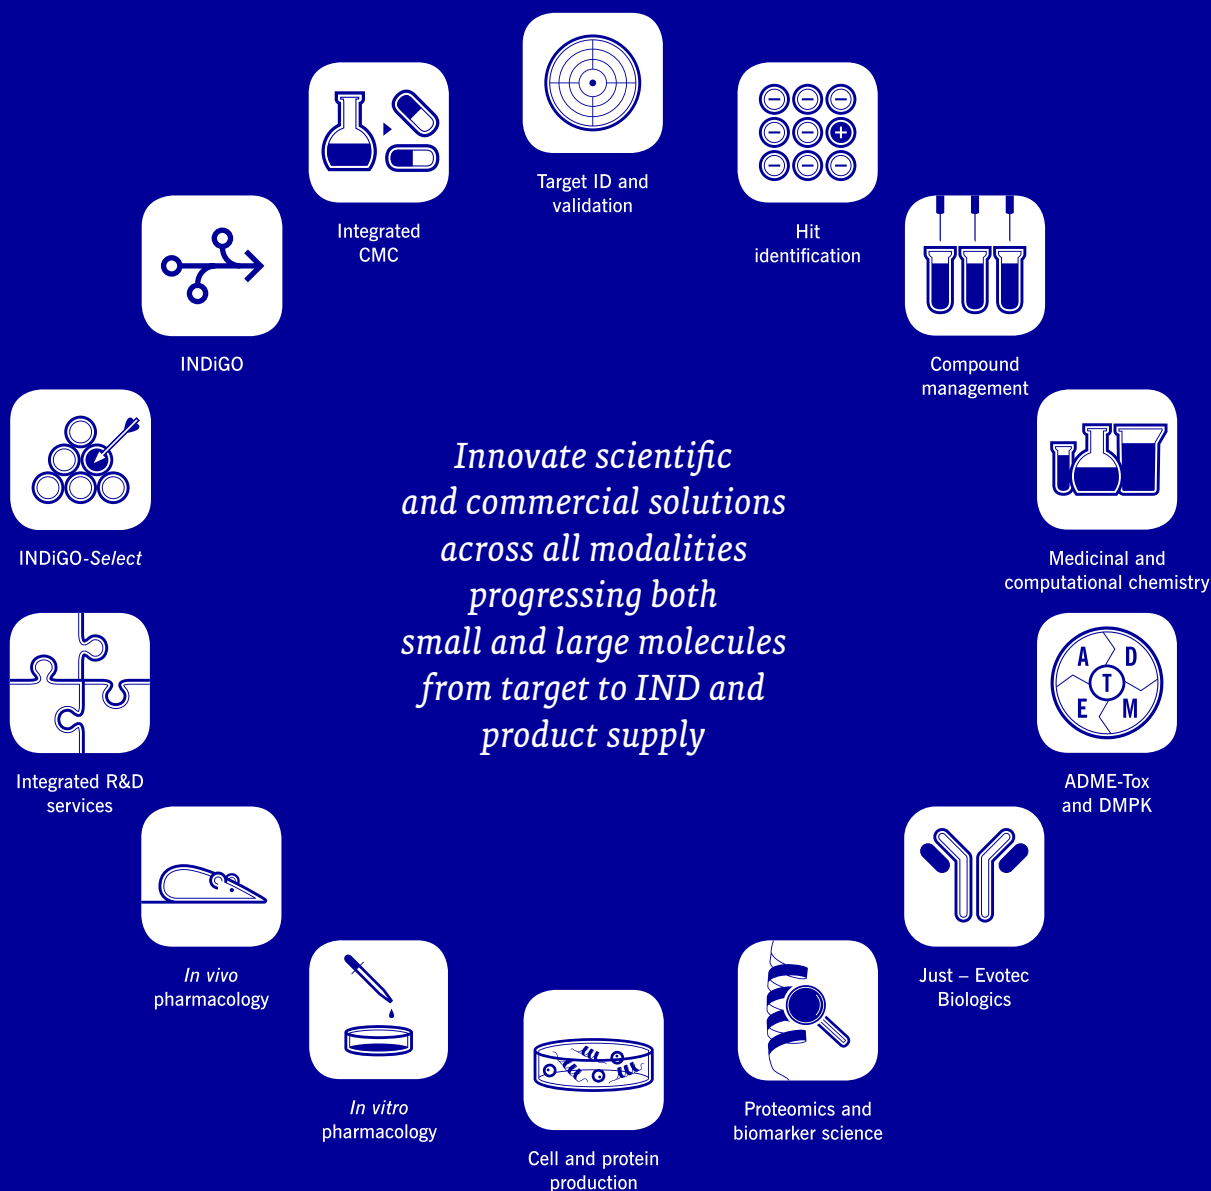 Target ID and
validation
Hit
identification
Compound
management
Medicinal and
computational chemistry
A D
T
E M
ADME-Tox
and DMPK
Just – Evotec
Biologics
Proteomics and
biomarker science
Cell and protein
production
In vitro
pharmacology
In vivo
pharmacology
Integrated R&D
services
INDiGO-Select
INDiGO
Integrated
CMC
Innovate scientific
and commercial solutions
across all modalities
progressing both
small and large molecules
from target to IND and
product supply